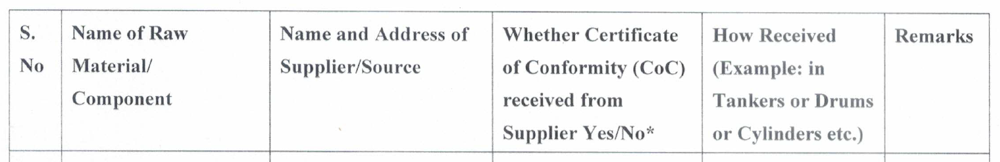 S.
No
Name of Raw
Material/
Component
Name and Address of
Supplier/Source
Whether Certificate
of Conformity (CoC)
received from
Supplier Yes/No*
How Received
(Example: in
Tankers or Drums
or Cylinders etc.)
Remarks